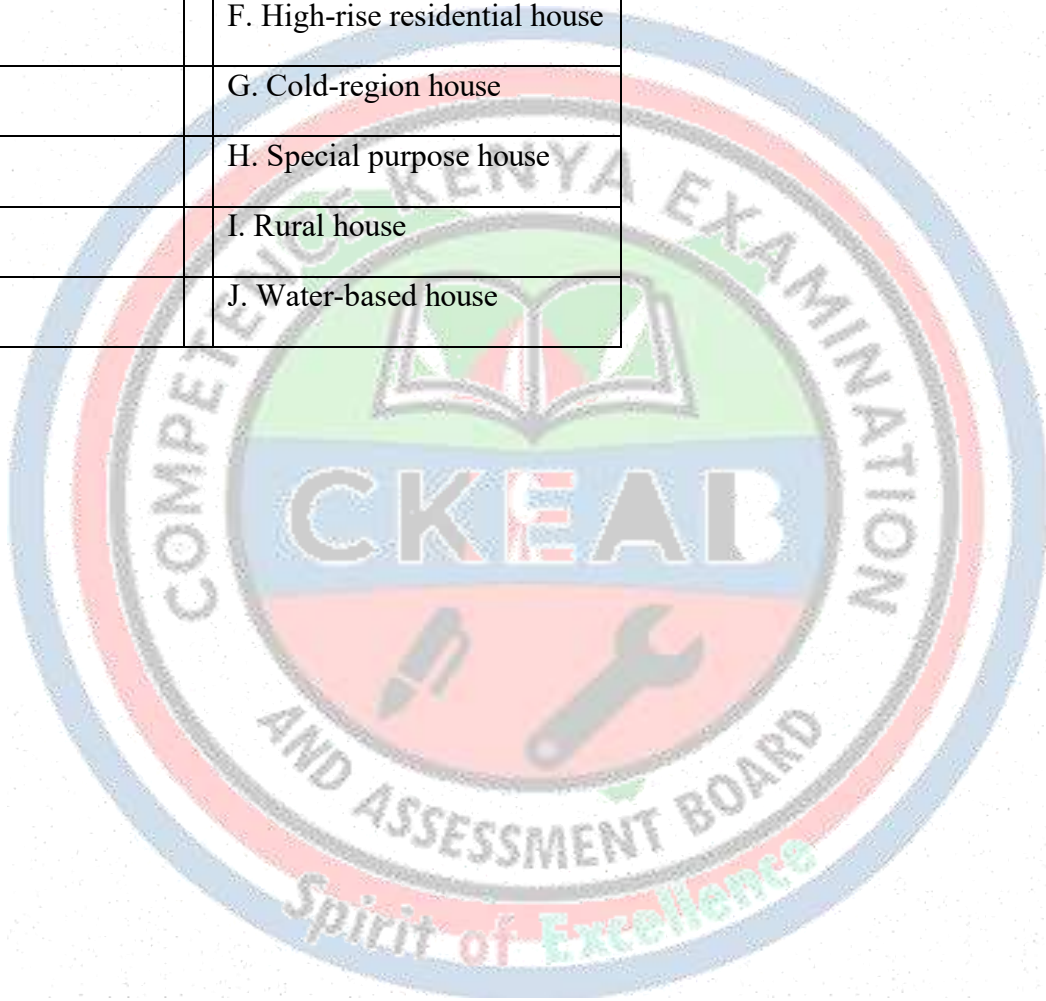 F. High-rise residential house
G. Cold-region house
H. Special purpose house
I. Rural house
J. Water-based house
COMPETENCE KENYA EXAMINATION
CKEAB
AND ASSESSMENT BOARD
Spirit of Excellence